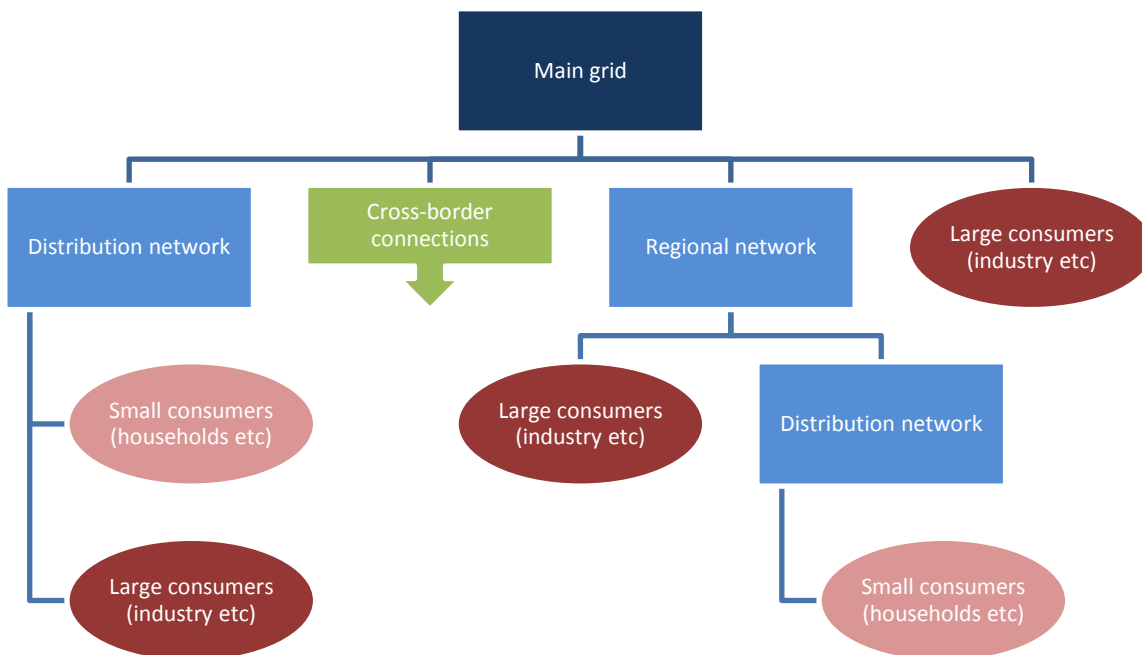 Main grid
Distribution network
Cross-border
connections
Regional network
Large consumers
(industry etc)
Small consumers
(households etc)
Large consumers
(industry etc)
Distribution network
Large consumers
(industry etc)
Small consumers
(households etc)